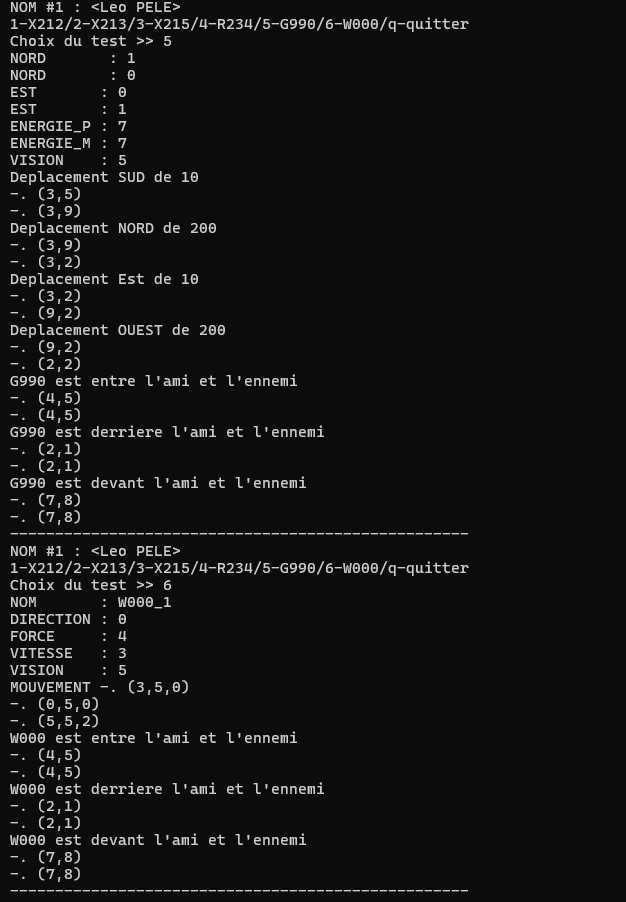 NOM #1 : <Leo PELE>
1-X212/2-X213/3-X215/4-R234/5-G990/6-W000/q-quitter
Choix du test >> 5
NORD       : 1
NORD       : 0
EST       : 0
EST       : 1
ENERGIE_P : 7
ENERGIE_M : 7
VISION    : 5
Deplacement SUD de 10
-. (3,5)
-. (3,9)
Deplacement NORD de 200
-. (3,9)
-. (3,2)
Deplacement Est de 10
-. (3,2)
-. (9,2)
Deplacement OUEST de 200
-. (9,2)
-. (2,2)
G990 est entre l'ami et l'ennemi
-. (4,5)
-. (4,5)
G990 est derriere l'ami et l'ennemi
-. (2,1)
-. (2,1)
G990 est devant l'ami et l'ennemi
-. (7,8)
-. (7,8)
---------------------------------------------------
NOM #1 : <Leo PELE>
1-X212/2-X213/3-X215/4-R234/5-G990/6-W000/q-quitter
Choix du test >> 6
NOM       : W000_1
DIRECTION : 0
FORCE     : 4
VITESSE   : 3
VISION    : 5
MOUVEMENT -. (3,5,0)
-. (0,5,0)
-. (5,5,2)
W000 est entre l'ami et l'ennemi
-. (4,5)
-. (4,5)
W000 est derriere l'ami et l'ennemi
-. (2,1)
-. (2,1)
W000 est devant l'ami et l'ennemi
-. (7,8)
-. (7,8)
---------------------------------------------------